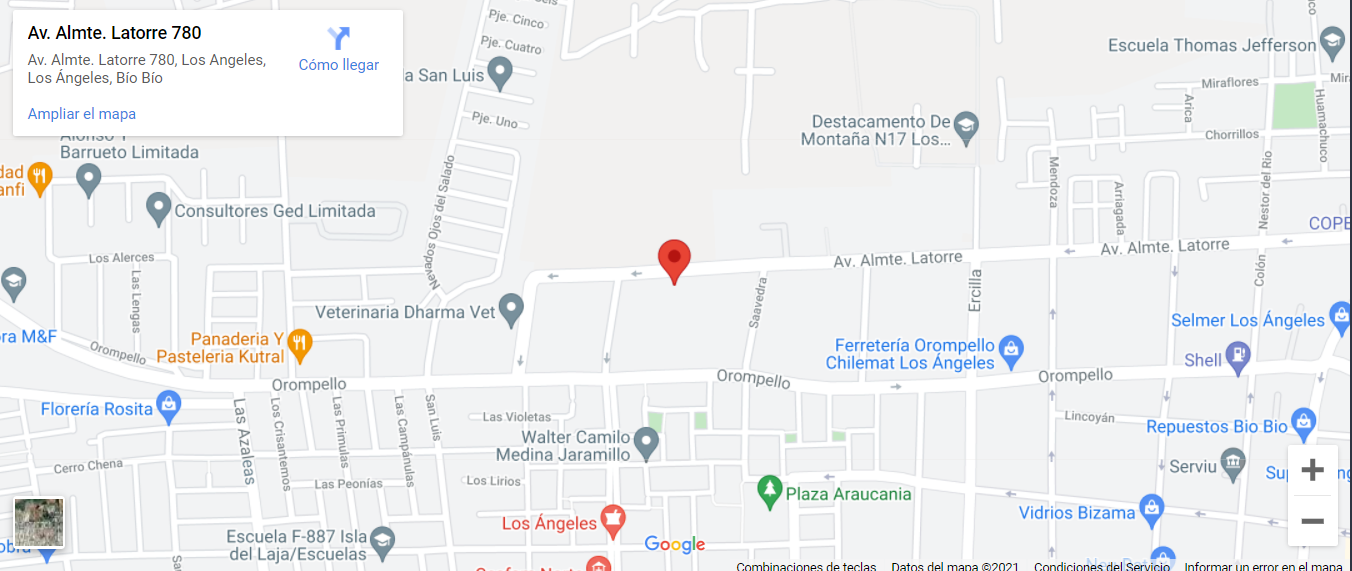 Av. Almte. Latorre 780
Av. Almte. Latorre 780, Los Angeles,
Los Ángeles, Bío Bío
Cómo llegar
Ampliar el mapa
Pje. Cinco
Pje. Cuatro
a San Luis
Pje. Uno
Escuela Thomas Jefferson
Miraflores
Arica
Huamachuco
Chorrillos
Destacamento De
Montaña N17 Los...
Barrueto Limitada
dad
anfi
Consultores Ged Limitada
Nevados Ojos del Salado
Mendoza
Arriagada
Nestor del Rio
COPE
Av. Almte. Latorre
Av. Almte. Latorre
Los Alerces
Las Lengas
Ercilla
Colón
Saavedra
Veterinaria Dharma Vet
ora M&F
Panaderia Y
Pasteleria Kutral
Orompello
Selmer Los Ángeles
Ferretería Orompello
Chilemat Los Ángeles
Shell
Orompello
Orompello
Orompello
Florería Rosita
Las Azaleas
Los Crisantemos
Las Primulas
Las Campánulas
San Luis
Las Violetas
Lincoyán
Repuestos Bio Bio
Walter Camilo
Medina Jaramillo
Cerro Chena
Serviu
Las Peonías
Los Lirios
Plaza Araucania
Vidrios Bizama
Los Ángeles
Escuela F-887 Isla
del Laja/Escuelas
Google
Combinaciones de teclas
Datos del mapa ©2021
Condiciones del Servicio
Informar un error en el mapa